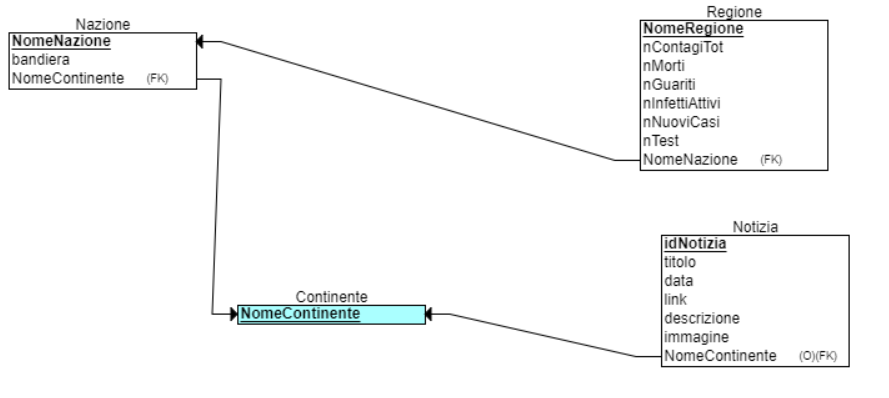 Nazione
NomeNazione
bandiera
NomeContinente (FK)
Regione
NomeRegione
nContagiTot
nMorti
nGuariti
nInfettiAttivi
nNuoviCasi
nTest
NomeNazione (FK)
Continente
NomeContinente
Notizia
idNotizia
titolo
data
link
descrizione
immagine
NomeContinente (O)(FK)